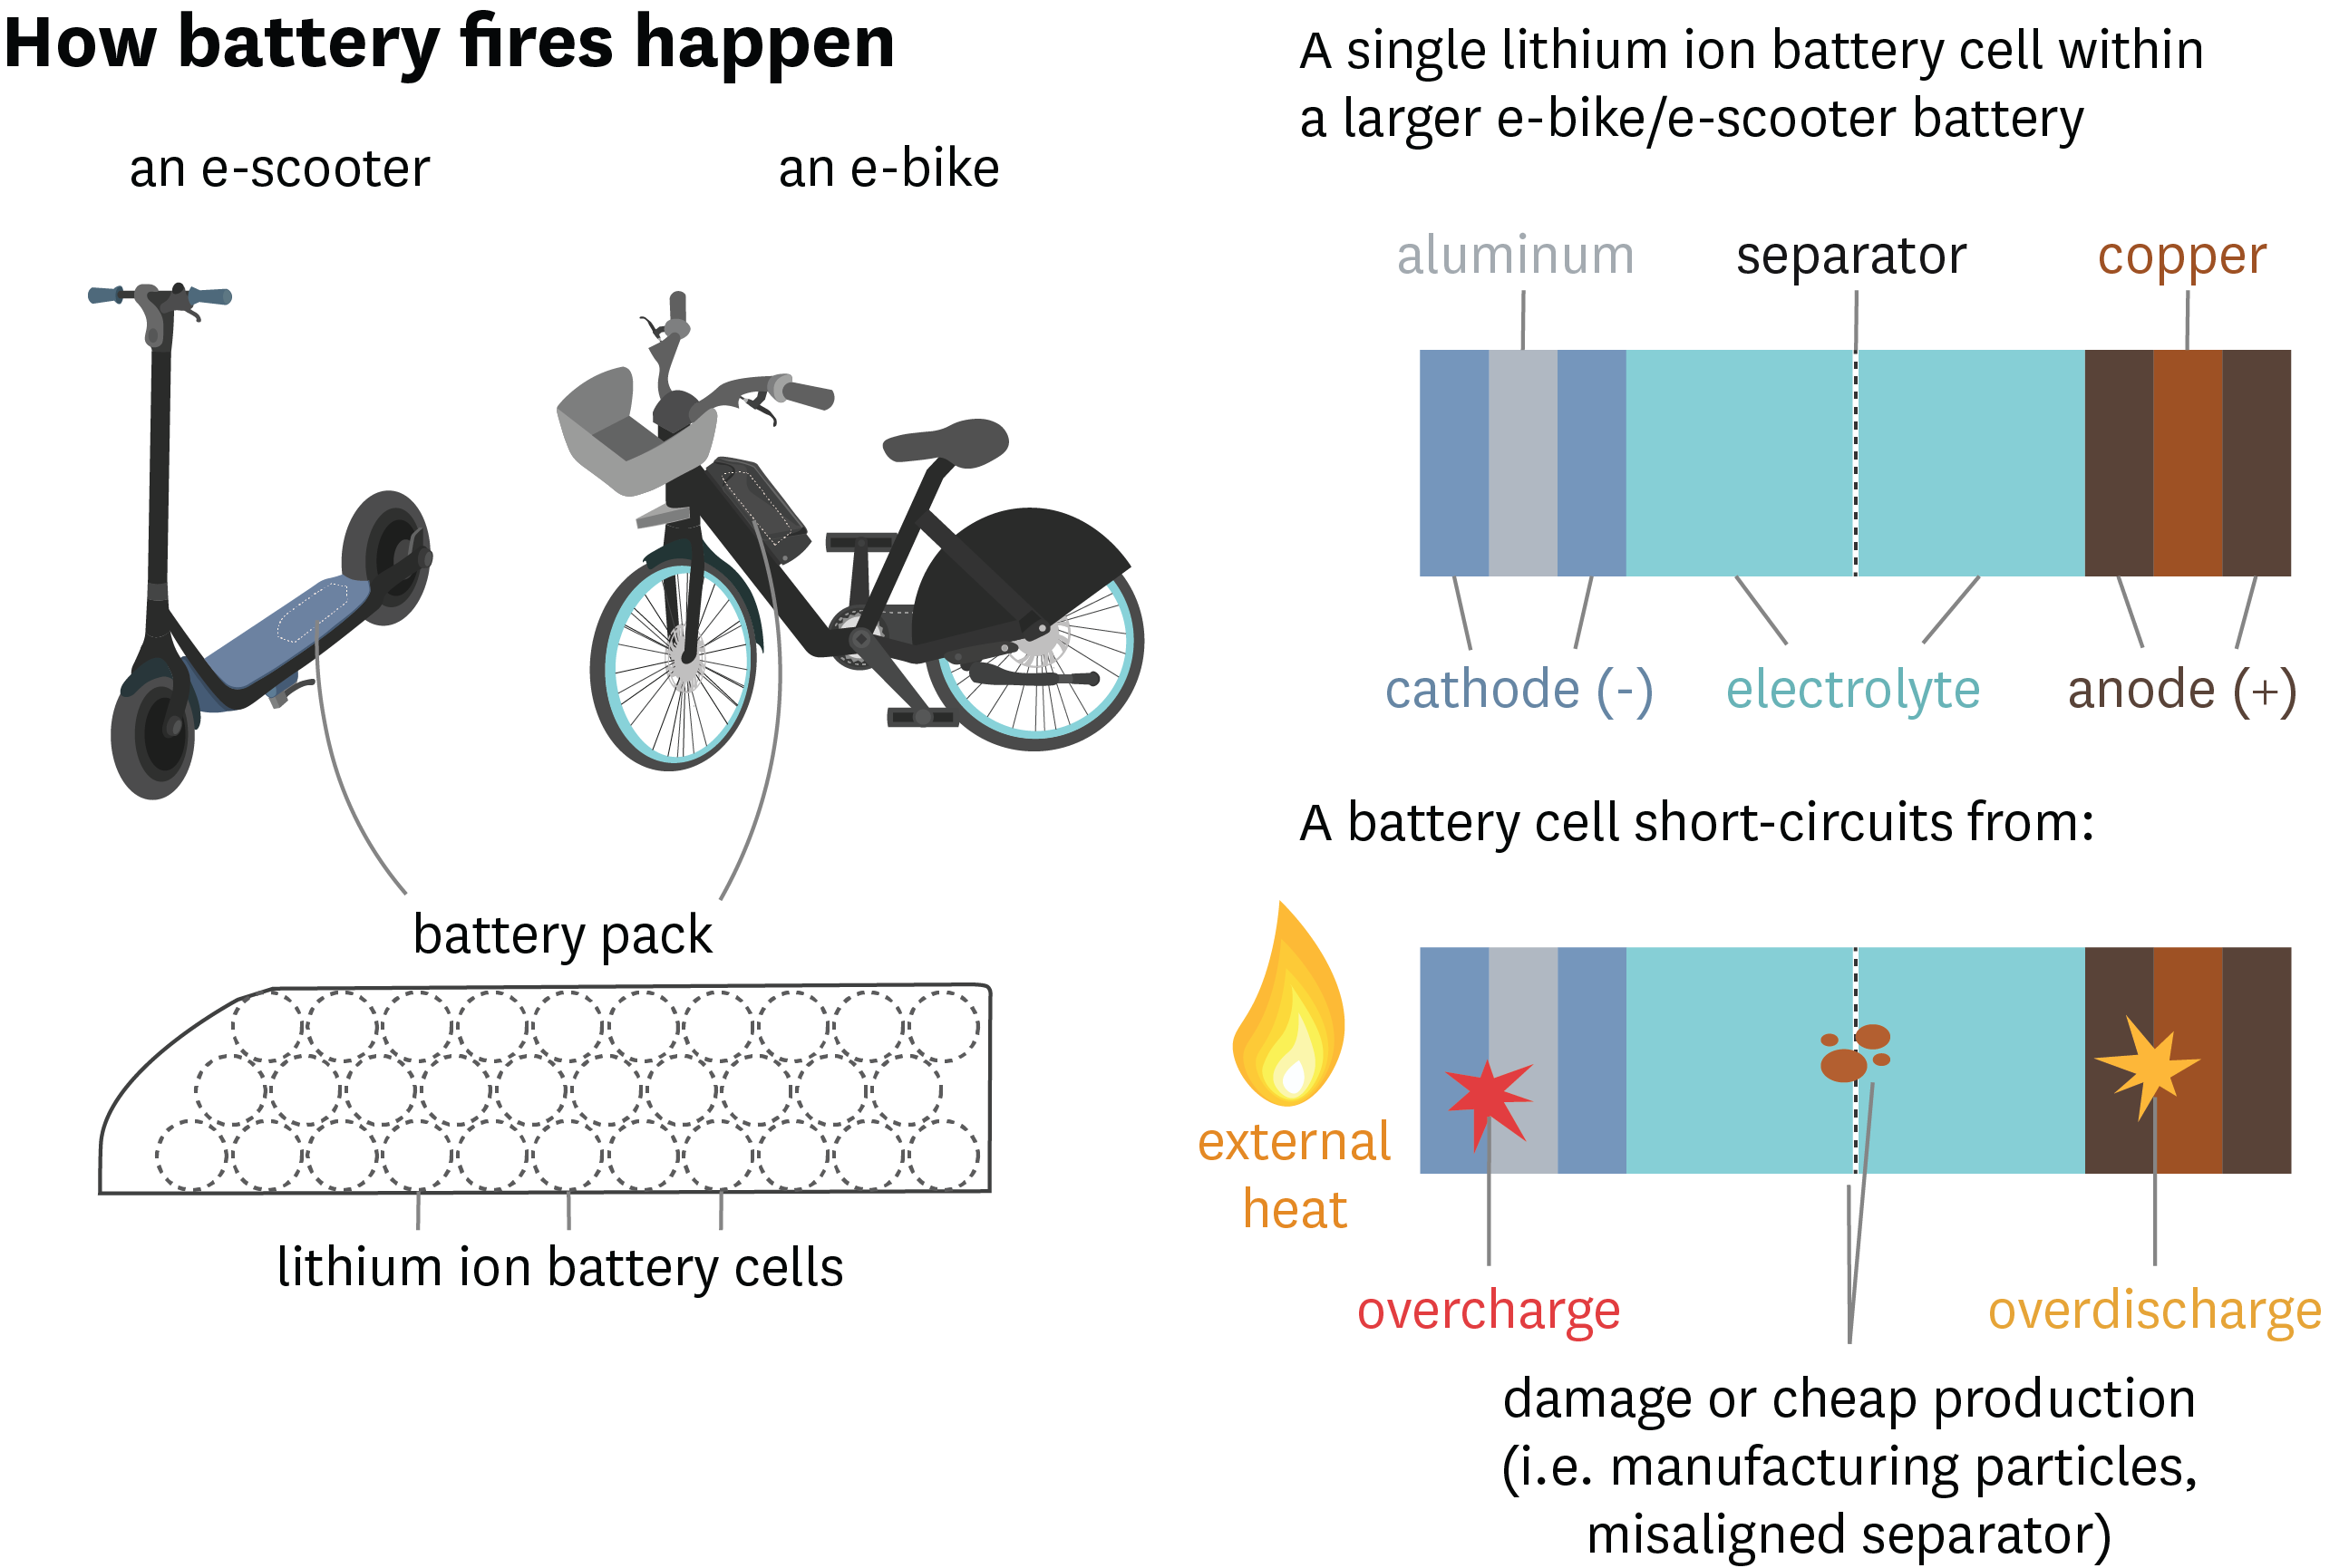 How battery fires happen
an e-scooter
an e-bike
battery pack
lithium ion battery cells
A single lithium ion battery cell within
a larger e-bike/e-scooter battery
aluminum
separator
copper
cathode (-)
electrolyte
anode (+)
A battery cell short-circuits from:
external
heat
overcharge
overdischarge
damage or cheap production
(i.e. manufacturing particles,
misaligned separator)